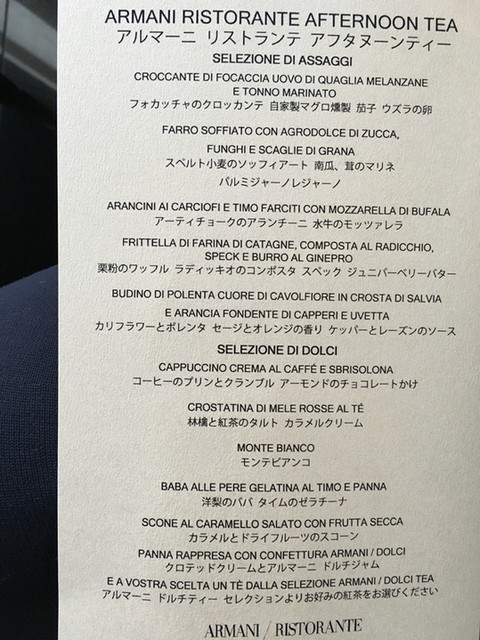 ARMANI RISTORANTE AFTERNOON TEA
アルマーニ リストランテ アフタヌーンティー
SELEZIONE DI ASSAGGI
CROCCANTE DI FOCACCIA UOVO DI QUAGLIA MELANZANE
E TONNO MARINATO
フォカッチャのクロッカンテ 自家製マグロ燻製 茄子 ウズラの卵
FARRO SOFFIATO CON AGRODOLCE DI ZUCCA,
FUNGHI E SCAGLIE DI GRANA
スペルト小麦のソッフィアート 南瓜、茸のマリネ
パルミジャーノレジャーノ
ARANCINI AI CARCIOFI E TIMO FARCITI CON MOZZARELLA DI BUFALA
アーティチョークのアランチーニ 水牛のモッツァレラ
FRITTELLA DI FARINA DI CATAGNE, COMPOSTA AL RADICCHIO,
SPECK E BURRO AL GINEPRO
栗粉のワッフル ラディッキオのコンポスタ スペック ジュニパーベリーバター
BUDINO DI POLENTA CUORE DI CAVOLFIORE IN CROSTA DI SALVIA
E ARANCIA FONDENTE DI CAPPERI E UVETTA
カリフラワーとポレンタ セージとオレンジの香り ケッパーとレーズンのソース
SELEZIONE DI DOLCI
CAPPUCCINO CREMA AL CAFFÉ E SBRISOLONA
コーヒーのプリンとクランブル アーモンドのチョコレートかけ
CROSTATINA DI MELE ROSSE AL TÉ
林檎と紅茶のタルト カラメルクリーム
MONTE BIANCO
モンテビアンコ
BABA ALLE PERE GELATINA AL TIMO E PANNA
洋梨のババ タイムのゼラチーナ
SCONE AL CARAMELLO SALATO CON FRUTTA SECCA
カラメルとドライフルーツのスコーン
PANNA RAPPRESA CON CONFETTURA ARMANI / DOLCI
クロテッドクリームとアルマーニ ドルチジャム
E A VOSTRA SCELTA UN TÈ DALLA SELEZIONE ARMANI / DOLCI TEA
アルマーニ ドルチティー セレクションよりお好みの紅茶をお選びください
ARMANI / RISTORANTE